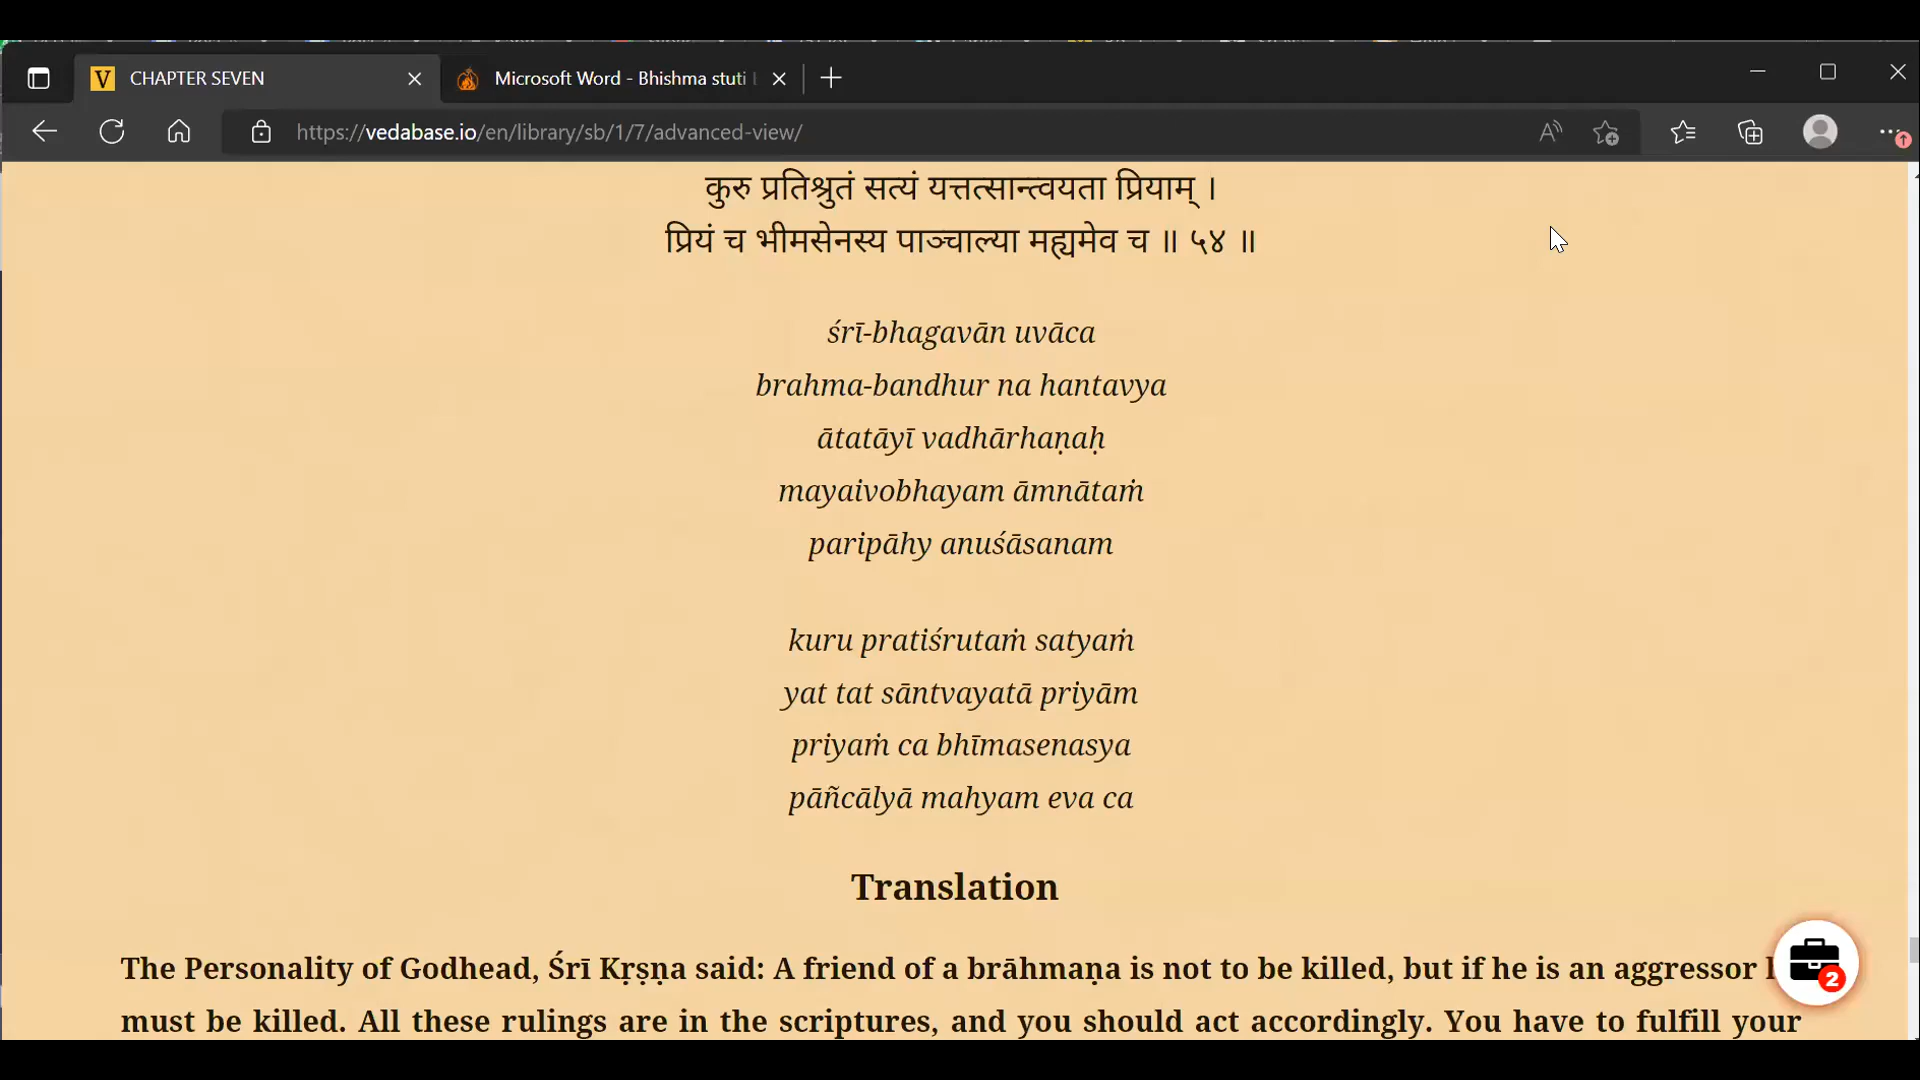 CHAPTER SEVEN
Microsoft Word - Bhishma stuti
https://vedabase.io/en/library/sb/1/7/advanced-view/
कुरु प्रतिश्रुतं सत्यं यत्तत्सान्त्वयता प्रियाम् ।
प्रियं च भीमसेनस्य पाञ्चाल्या मह्यमेव च ॥ ५४ ॥
śrī-bhagavān uvāca
brahma-bandhur na hantavya
ātatāyī vadhārhaṇaḥ
mayaivobhayam āmnātaṁ
paripāhy anuśāsanam
kuru pratiśrutaṁ satyaṁ
yat tat sāntvayatā priyām
priyaṁ ca bhīmasenasya
pāñcālyā mahyam eva ca
Translation
The Personality of Godhead, Śrī Kṛṣṇa said: A friend of a brāhmaṇa is not to be killed, but if he is an aggressor
must be killed. All these rulings are in the scriptures, and you should act accordingly. You have to fulfill your
2